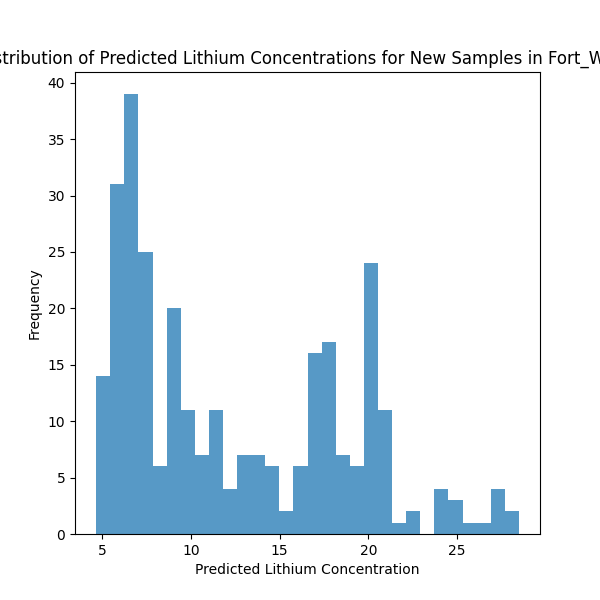 stribution of Predicted Lithium Concentrations for New Samples in Fort_W
40
35
30
25
20
15
10
5
0
Frequency
5 10 15 20 25
Predicted Lithium Concentration